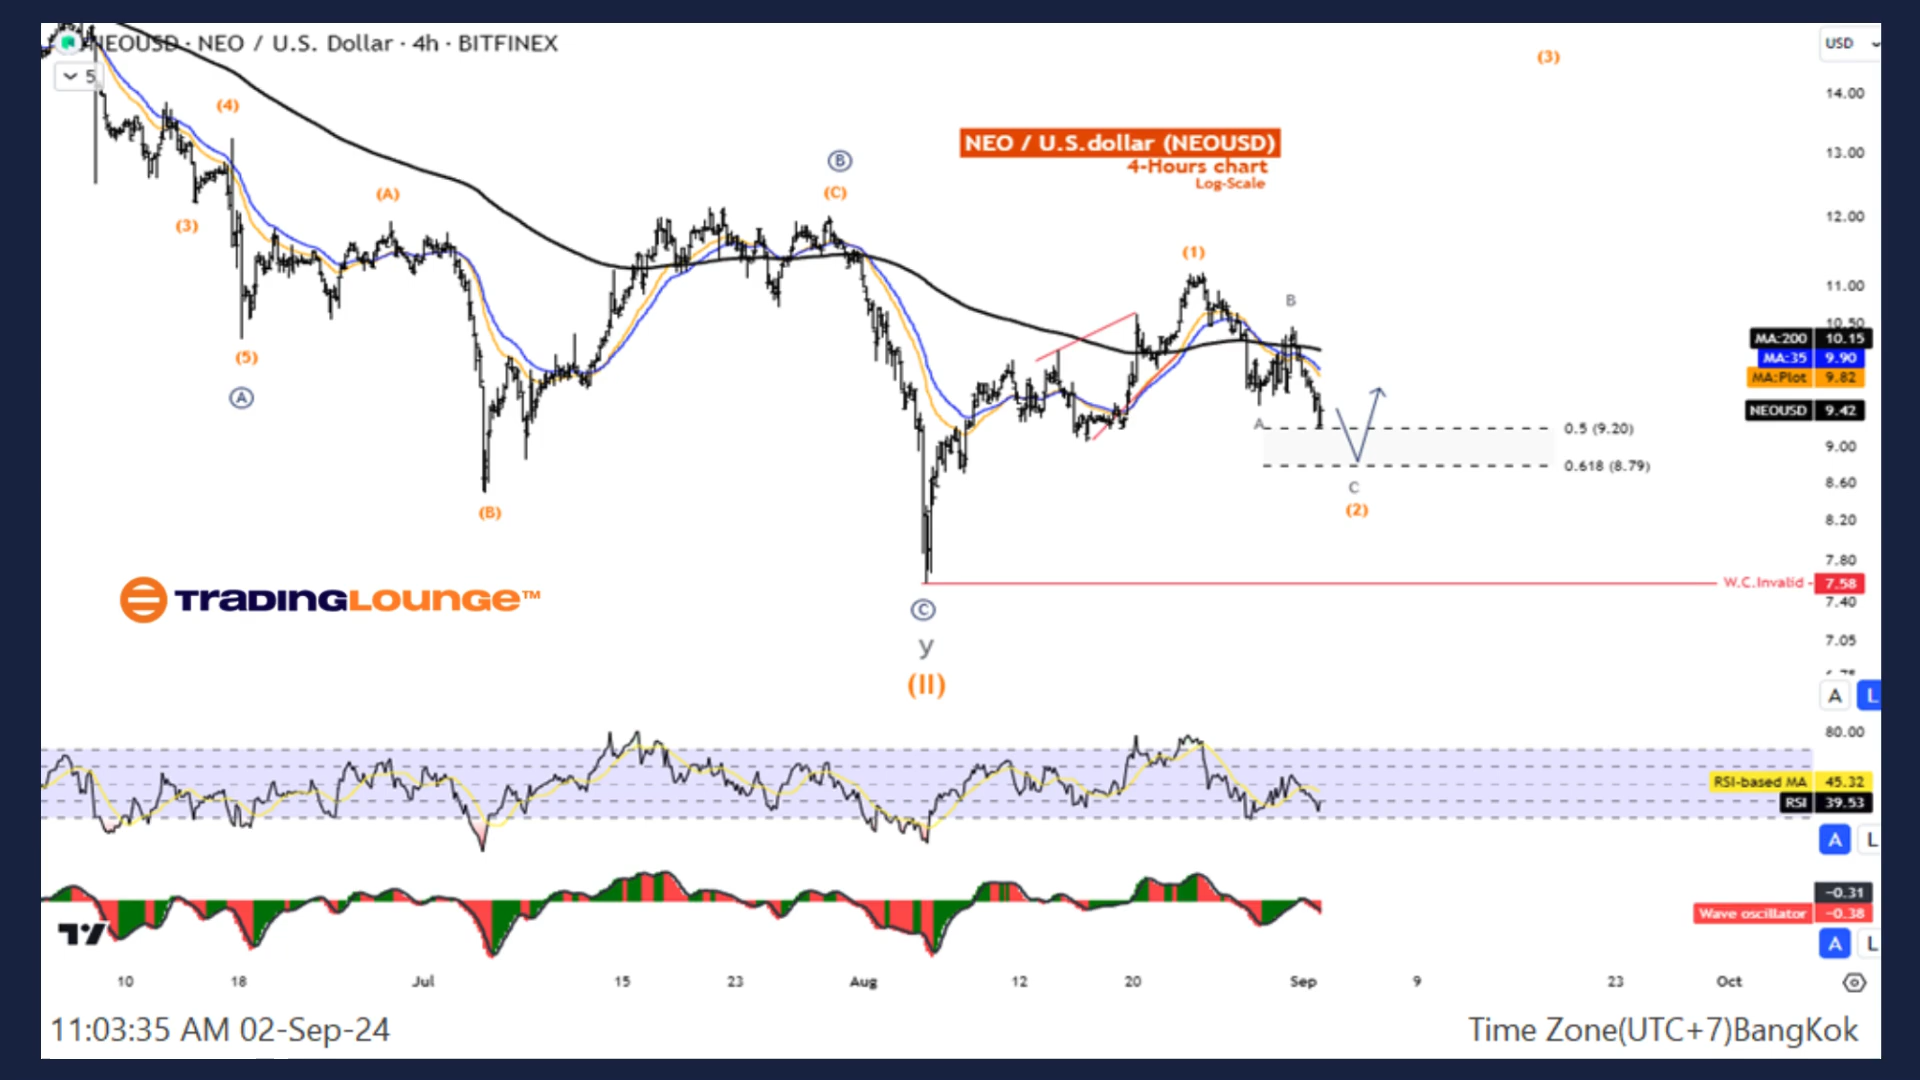 NEOUSD · NEO / U.S. Dollar · 4h · BITFINEX
USD
5
(3)
14.00
(4)
NEO / U.S.dollar (NEOUSD)
4-Hours chart
Log-Scale
13.00
B
(A)
(C)
12.00
(3)
(1)
11.00
B
10.50
MA:200 10.15
(5)
MA:35 9.90
MA:Plot 9.82
A
NEOUSD 9.42
A
0.5 (9.20)
9.00
0.618 (8.79)
8.60
C
(B)
(2)
8.20
7.80
W.C.Invalid 7.58
TRADINGLOUNGE™
7.40
C
y
7.05
(II)
A L
80.00
RSI-based MA 45.32
RSI 39.53
A L
-0.31
Wave oscillator -0.38
A L
10 18 Jul 15 23 Aug 12 20 Sep 9 23 Oct
11:03:35 AM 02-Sep-24
Time Zone(UTC+7)BangKok